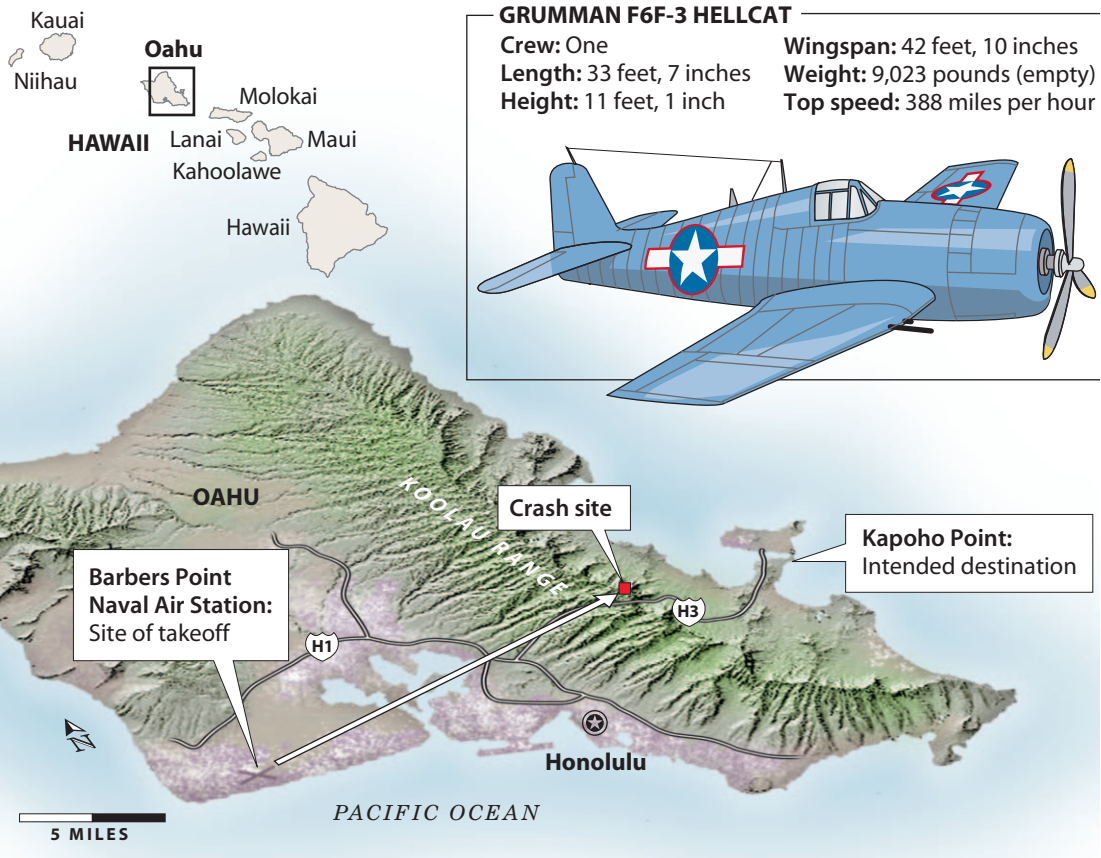 Kauai
Niihau
Oahu
Molokai
HAWAII
Lanai
Maui
Kahoolawe
Hawaii
GRUMMAN F6F-3 HELLCAT
Crew: One
Length: 33 feet, 7 inches
Height: 11 feet, 1 inch
Wingspan: 42 feet, 10 inches
Weight: 9,023 pounds (empty)
Top speed: 388 miles per hour
OAHU
KOOLAU RANGE
Crash site
Kapoho Point:
Intended destination
Barbers Point
Naval Air Station:
Site of takeoff
H1
H3
N
Honolulu
PACIFIC OCEAN
5 MILES